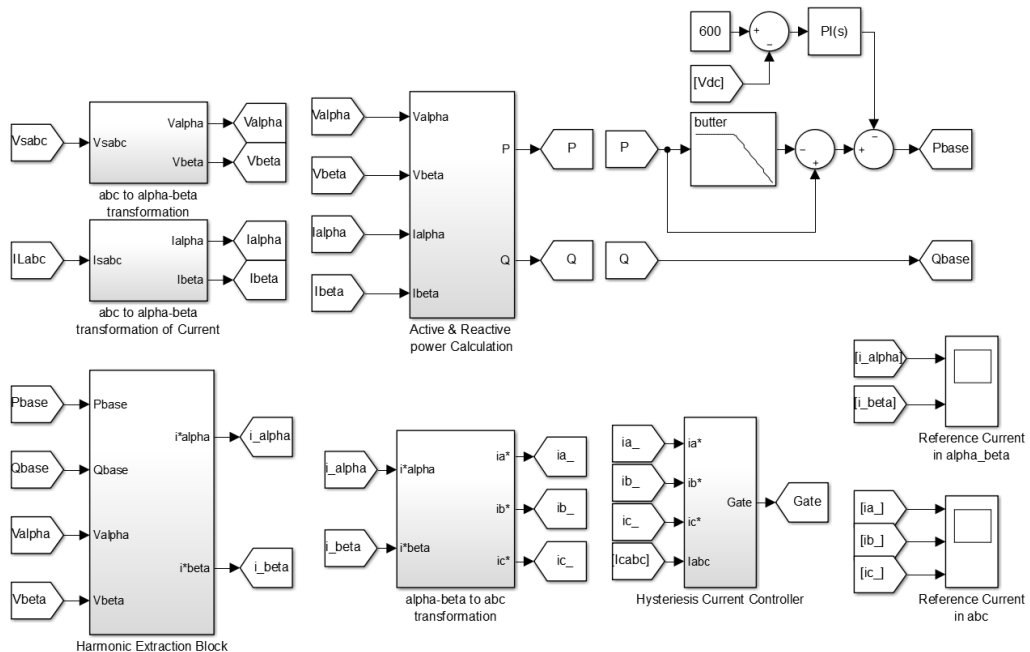 Vsabc
Vsabc
Valpha
Vbeta
Valpha
Vbeta
abc to alpha-beta
transformation
ILabc
Isabc
Ialpha
Ibeta
Ialpha
Ibeta
abc to alpha-beta
transformation of Current
Valpha
Vbeta
Ialpha
Ibeta
Valpha
Vbeta
Ialpha
Ibeta
P
Q
P
Q
Active & Reactive
power Calculation
600
[Vdc]
+
−
PI(s)
P
butter
−
+
−
+
Pbase
Q
Qbase
Pbase
Qbase
Valpha
Vbeta
Pbase
Qbase
Valpha
Vbeta
i*alpha
i*beta
i_alpha
i_beta
Harmonic Extraction Block
i_alpha
i_beta
i*alpha
i*beta
ia*
ib*
ic*
ia_
ib_
ic_
alpha-beta to abc
transformation
ia_
ib_
ic_
[Icabc]
ia*
ib*
ic*
Iabc
Gate
Gate
Hysteriesis Current Controller
[i_alpha]
[i_beta]
Reference Current
in alpha_beta
[ia_]
[ib_]
[ic_]
Reference Current
in abc